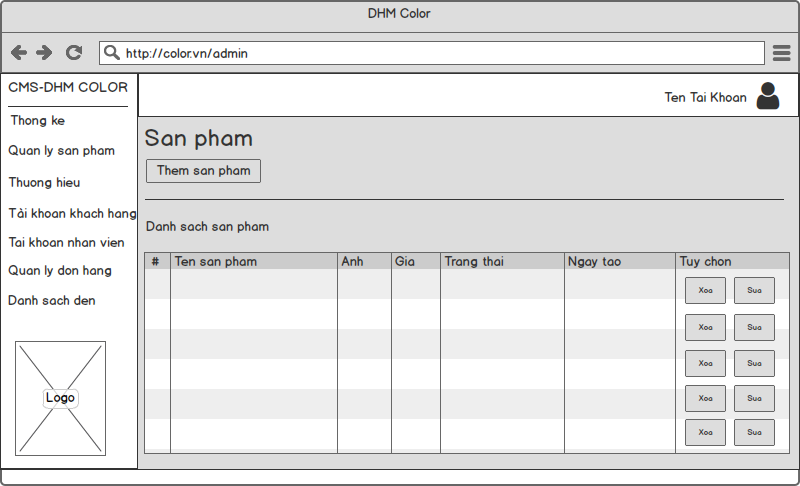 DHM Color
http://color.vn/admin
CMS-DHM COLOR
Thong ke
Quan ly san pham
Thuong hieu
Tài khoan khach hang
Tai khoan nhan vien
Quan ly don hang
Danh sach den
Logo
Ten Tai Khoan
San pham
Them san pham
Danh sach san pham
# Ten san pham Anh Gia Trang thai Ngay tao Tuy chon
Xoa Sua
Xoa Sua
Xoa Sua
Xoa Sua
Xoa Sua